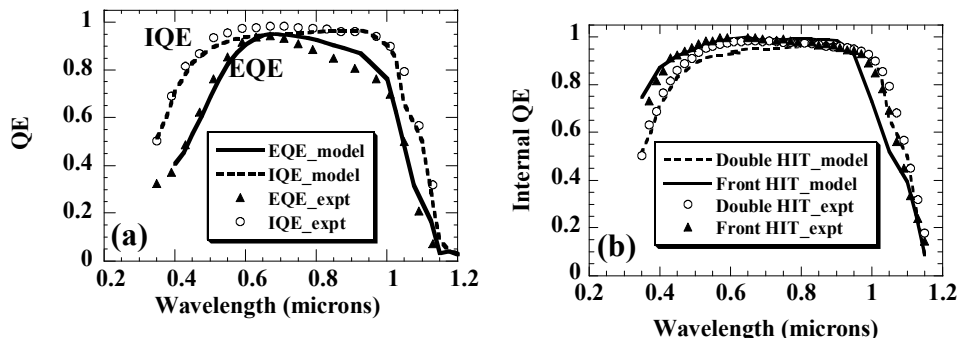 1
0.8
0.6
0.4
0.2
0
QE
IQE
EQE
EQE_model
IQE_model
EQE_expt
IQE_expt
(a)
0.2 0.4 0.6 0.8 1 1.2
Wavelength (microns)
1
0.8
0.6
0.4
0.2
0
Internal QE
Double HIT_model
Front HIT_model
Double HIT_expt
Front HIT_expt
(b)
0.2 0.4 0.6 0.8 1 1.2
Wavelength (microns)